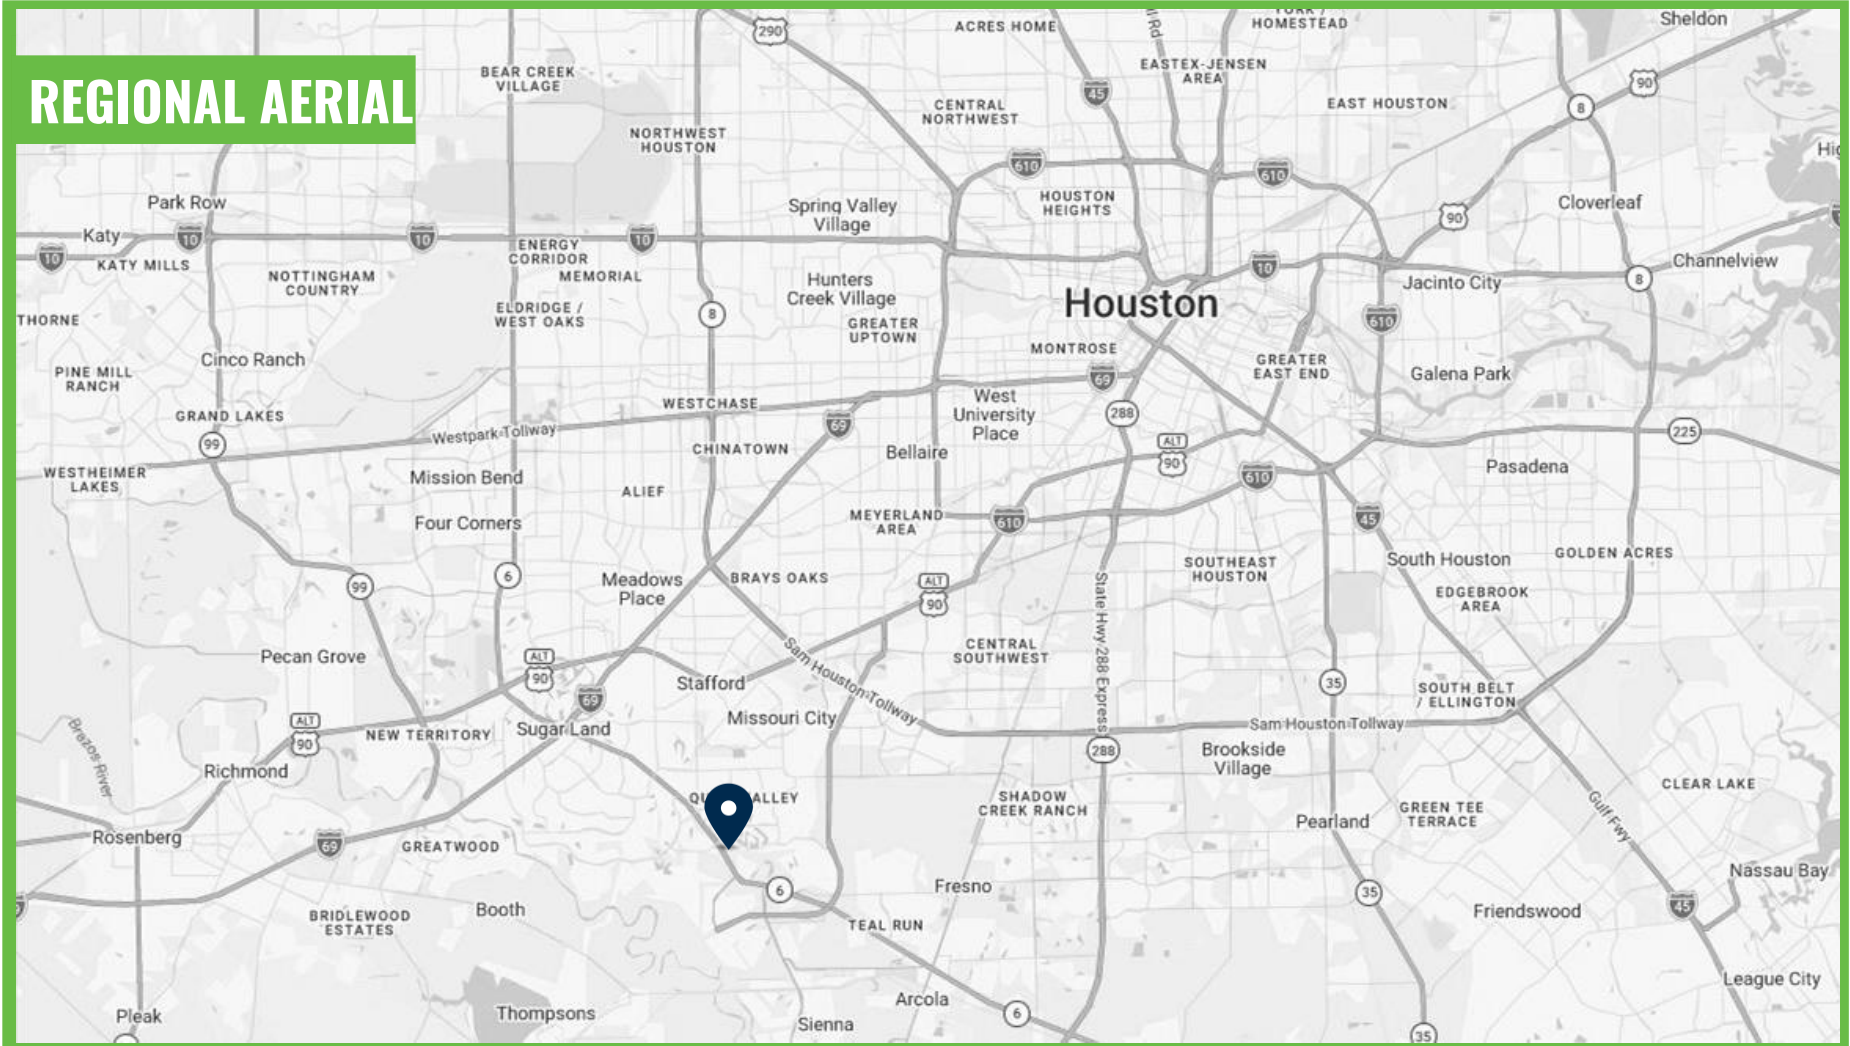 REGIONAL AERIAL
290
ACRES HOME
HOMESTEAD
Sheldon
BEAR CREEK
VILLAGE
EASTEX-JENSEN
AREA
45
90
CENTRAL
NORTHWEST
EAST HOUSTON
8
NORTHWEST
HOUSTON
610
610
Park Row
Spring Valley
Village
HOUSTON
HEIGHTS
Cloverleaf
90
Katy
10
10
10
10
KATY MILLS
ENERGY
CORRIDOR
MEMORIAL
NOTTINGHAM
COUNTRY
Hunters
Creek Village
10
Jacinto City
Channelview
8
THORNE
ELDRIDGE /
WEST OAKS
8
GREATER
UPTOWN
Houston
610
PINE MILL
RANCH
Cinco Ranch
MONTROSE
GREATER
EAST END
Galena Park
69
GRAND LAKES
WESTCHASE
West
University
Place
288
69
99
Westpark Tollway
CHINATOWN
Bellaire
ALT
90
225
WESTHEIMER
LAKES
Mission Bend
ALIEF
610
Pasadena
Four Corners
MEYERLAND
AREA
610
45
99
6
Meadows
Place
BRAYS OAKS
ALT
90
SOUTHEAST
HOUSTON
South Houston
GOLDEN ACRES
EDGEBROOK
AREA
State Hwy 288 Express
Pecan Grove
ALT
90
69
Stafford
Sam Houston Tollway
CENTRAL
SOUTHWEST
35
SOUTH BELT
/ ELLINGTON
Brazos River
ALT
90
NEW TERRITORY
Sugar Land
Missouri City
Sam Houston Tollway
288
Brookside
Village
Richmond
CLEAR LAKE
SHADOW
CREEK RANCH
GREEN TEE
TERRACE
Gulf Fwy
Rosenberg
69
GREATWOOD
Pearland
Nassau Bay
6
Fresno
35
45
BRIDLEWOOD
ESTATES
Booth
TEAL RUN
Friendswood
League City
Pleak
Thompsons
Sienna
Arcola
6
35